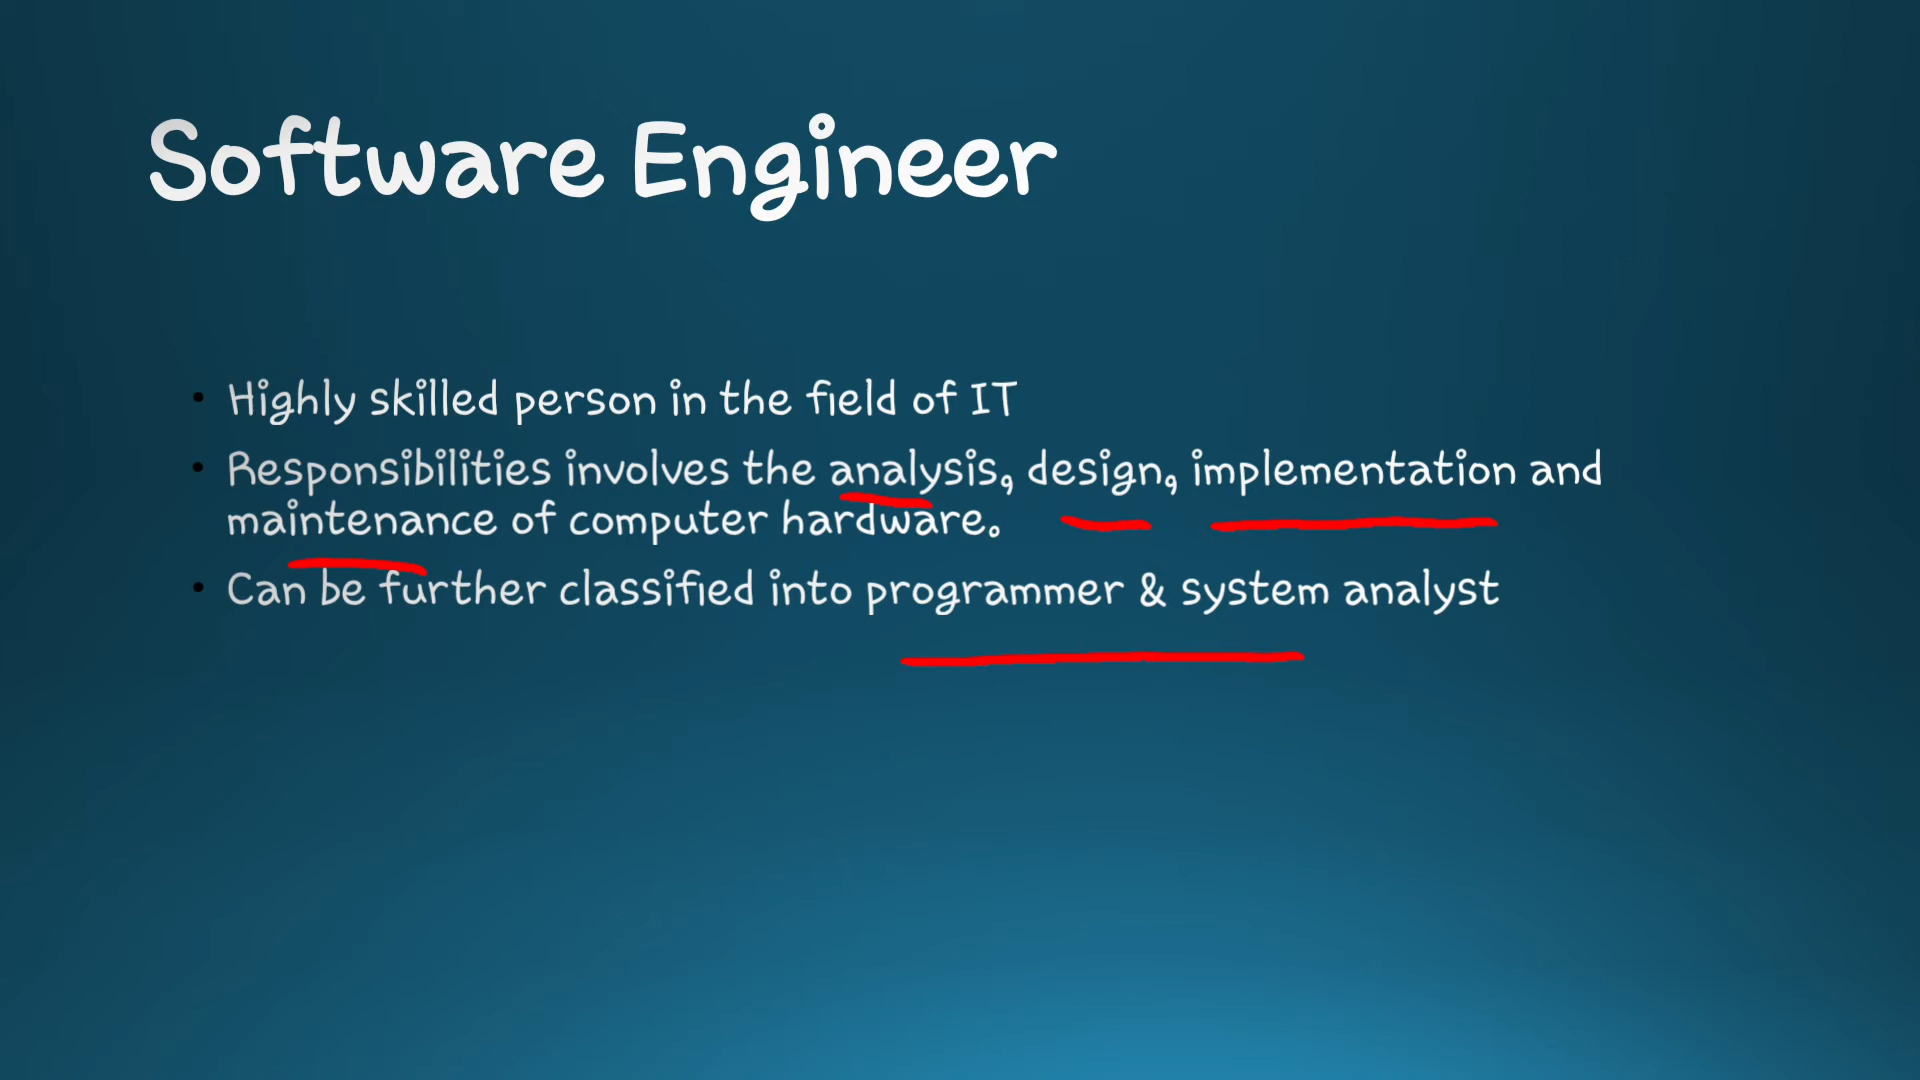 Software Engineer
• Highly skilled person in the field of IT
• Responsibilities involves the analysis, design, implementation and
maintenance of computer hardware.
• Can be further classified into programmer & system analyst